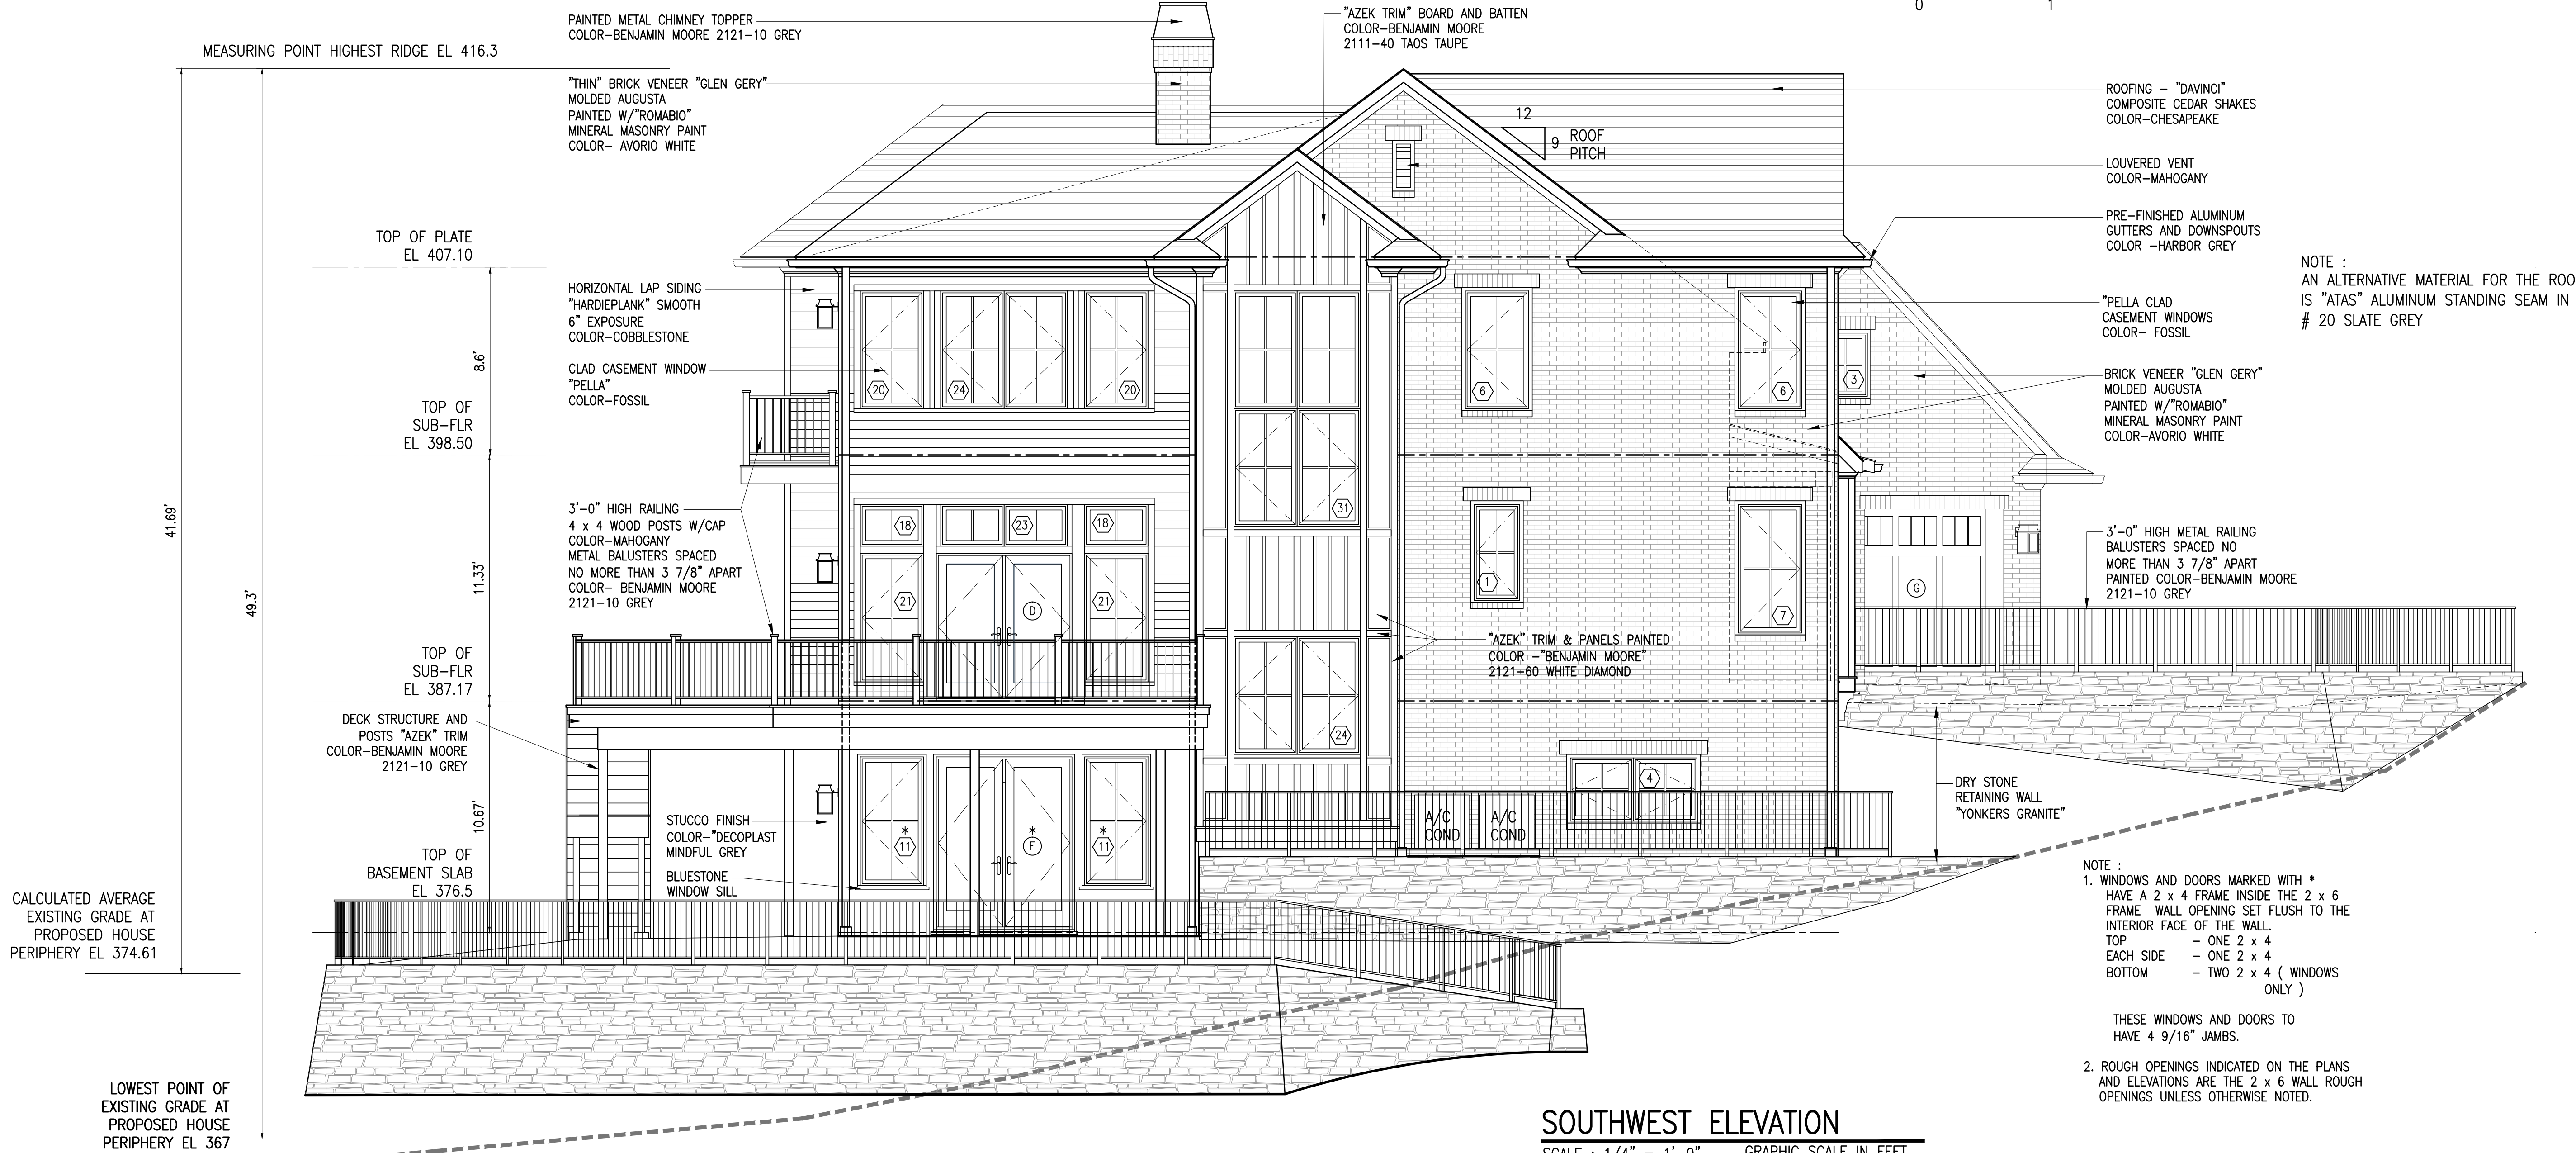 0 1
MEASURING POINT HIGHEST RIDGE EL 416.3
41.69'
49.3'
TOP OF PLATE
EL 407.10
8.6'
TOP OF
SUB-FLR
EL 398.50
11.33'
TOP OF
SUB-FLR
EL 387.17
10.67'
TOP OF
BASEMENT SLAB
EL 376.5
CALCULATED AVERAGE
EXISTING GRADE AT
PROPOSED HOUSE
PERIPHERY EL 374.61
LOWEST POINT OF
EXISTING GRADE AT
PROPOSED HOUSE
PERIPHERY EL 367
PAINTED METAL CHIMNEY TOPPER
COLOR-BENJAMIN MOORE 2121-10 GREY
"THIN" BRICK VENEER "GLEN GERY"
MOLDED AUGUSTA
PAINTED W/"ROMABIO"
MINERAL MASONRY PAINT
COLOR- AVORIO WHITE
HORIZONTAL LAP SIDING
"HARDIEPLANK" SMOOTH
6" EXPOSURE
COLOR-COBBLESTONE
CLAD CASEMENT WINDOW
"PELLA"
COLOR-FOSSIL
3'-0" HIGH RAILING
4 x 4 WOOD POSTS W/CAP
COLOR-MAHOGANY
METAL BALUSTERS SPACED
NO MORE THAN 3 7/8" APART
COLOR- BENJAMIN MOORE
2121-10 GREY
DECK STRUCTURE AND
POSTS "AZEK" TRIM
COLOR-BENJAMIN MOORE
2121-10 GREY
STUCCO FINISH
COLOR-"DECOPLAST
MINDFUL GREY
BLUESTONE
WINDOW SILL
"AZEK TRIM" BOARD AND BATTEN
COLOR-BENJAMIN MOORE
2111-40 TAOS TAUPE
12
9
ROOF
PITCH
20
24
20
6
6
3
31
18
23
18
1
21
D
21
7
G
"AZEK" TRIM & PANELS PAINTED
COLOR -"BENJAMIN MOORE"
2121-60 WHITE DIAMOND
24
4
A/C
COND
A/C
COND
*
11
*
F
*
11
ROOFING - "DAVINCI"
COMPOSITE CEDAR SHAKES
COLOR-CHESAPEAKE
LOUVERED VENT
COLOR-MAHOGANY
PRE-FINISHED ALUMINUM
GUTTERS AND DOWNSPOUTS
COLOR -HARBOR GREY
"PELLA CLAD
CASEMENT WINDOWS
COLOR- FOSSIL
BRICK VENEER "GLEN GERY"
MOLDED AUGUSTA
PAINTED W/"ROMABIO"
MINERAL MASONRY PAINT
COLOR-AVORIO WHITE
NOTE :
AN ALTERNATIVE MATERIAL FOR THE ROO
IS "ATAS" ALUMINUM STANDING SEAM IN
# 20 SLATE GREY
3'-0" HIGH METAL RAILING
BALUSTERS SPACED NO
MORE THAN 3 7/8" APART
PAINTED COLOR-BENJAMIN MOORE
2121-10 GREY
DRY STONE
RETAINING WALL
"YONKERS GRANITE"
NOTE :
1. WINDOWS AND DOORS MARKED WITH *
HAVE A 2 x 4 FRAME INSIDE THE 2 x 6
FRAME WALL OPENING SET FLUSH TO THE
INTERIOR FACE OF THE WALL.
TOP - ONE 2 x 4
EACH SIDE - ONE 2 x 4
BOTTOM - TWO 2 x 4 ( WINDOWS
ONLY )
THESE WINDOWS AND DOORS TO
HAVE 4 9/16" JAMBS.
2. ROUGH OPENINGS INDICATED ON THE PLANS
AND ELEVATIONS ARE THE 2 x 6 WALL ROUGH
OPENINGS UNLESS OTHERWISE NOTED.
SOUTHWEST ELEVATION
SCALE : 1/4" = 1'-0" GRAPHIC SCALE IN FEET